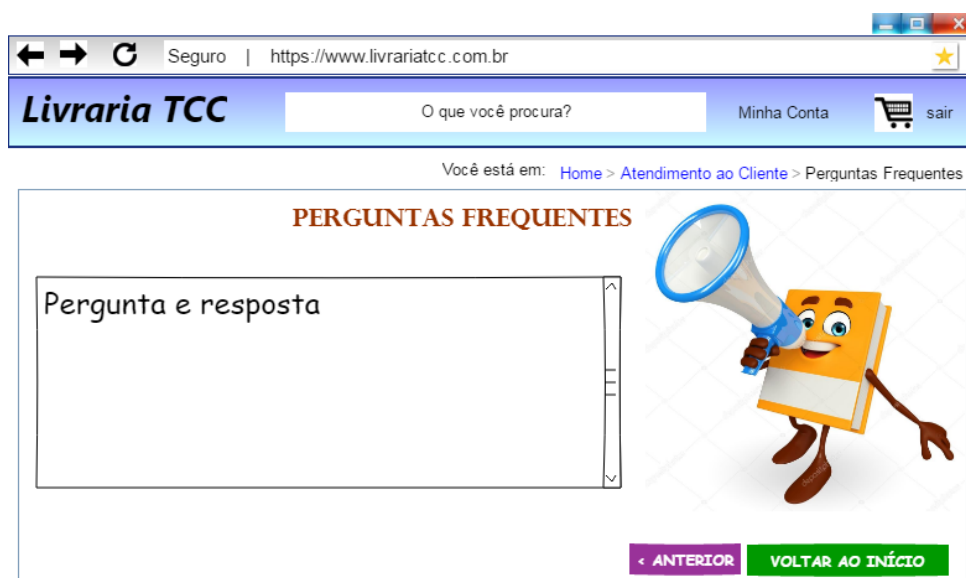 Seguro | https://www.livrariatcc.com.br
Livraria TCC O que você procura? Minha Conta sair
Você está em: Home > Atendimento ao Cliente > Perguntas Frequentes
PERGUNTAS FREQUENTES
Pergunta e resposta
< ANTERIOR VOLTAR AO INÍCIO